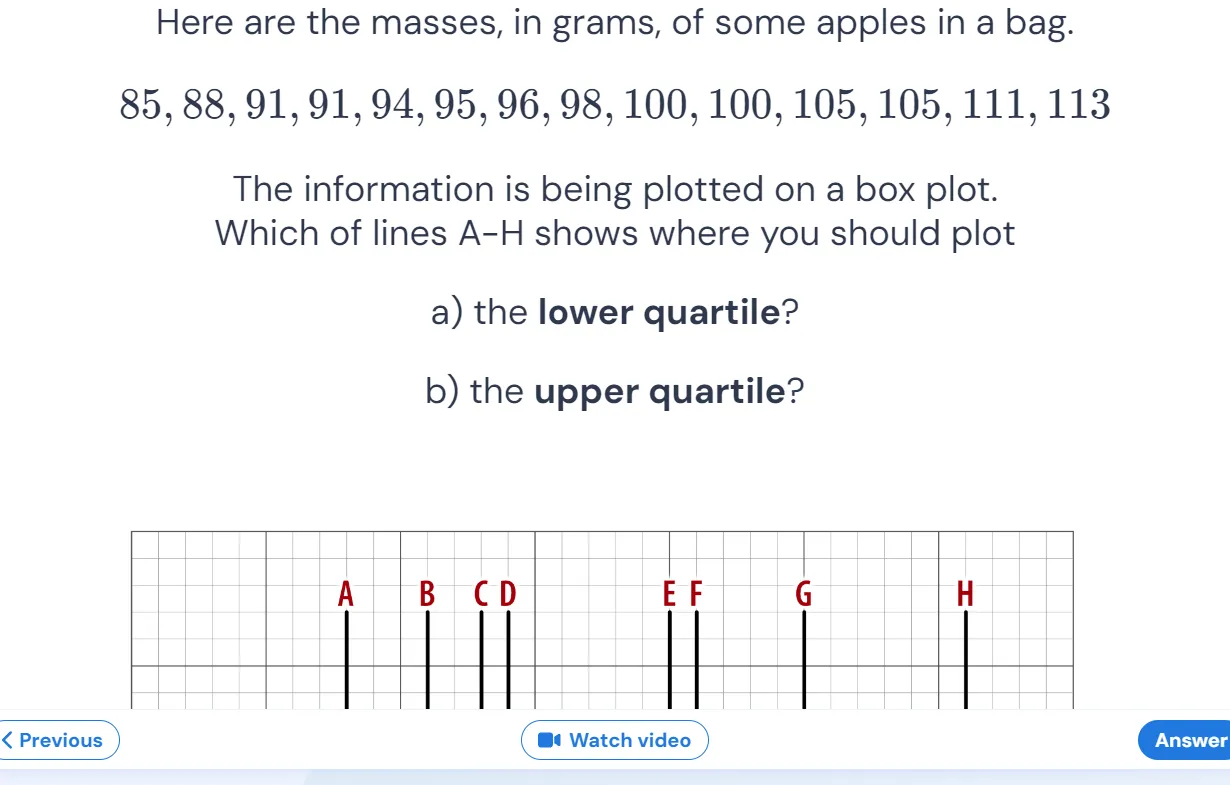 Here are the masses, in grams, of some apples in a bag.
85, 88, 91, 91, 94, 95, 96, 98, 100, 100, 105, 105, 111, 113
The information is being plotted on a box plot.
Which of lines A–H shows where you should plot
a) the lower quartile?
b) the upper quartile?
A B C D E F G H
Previous Watch video Answer